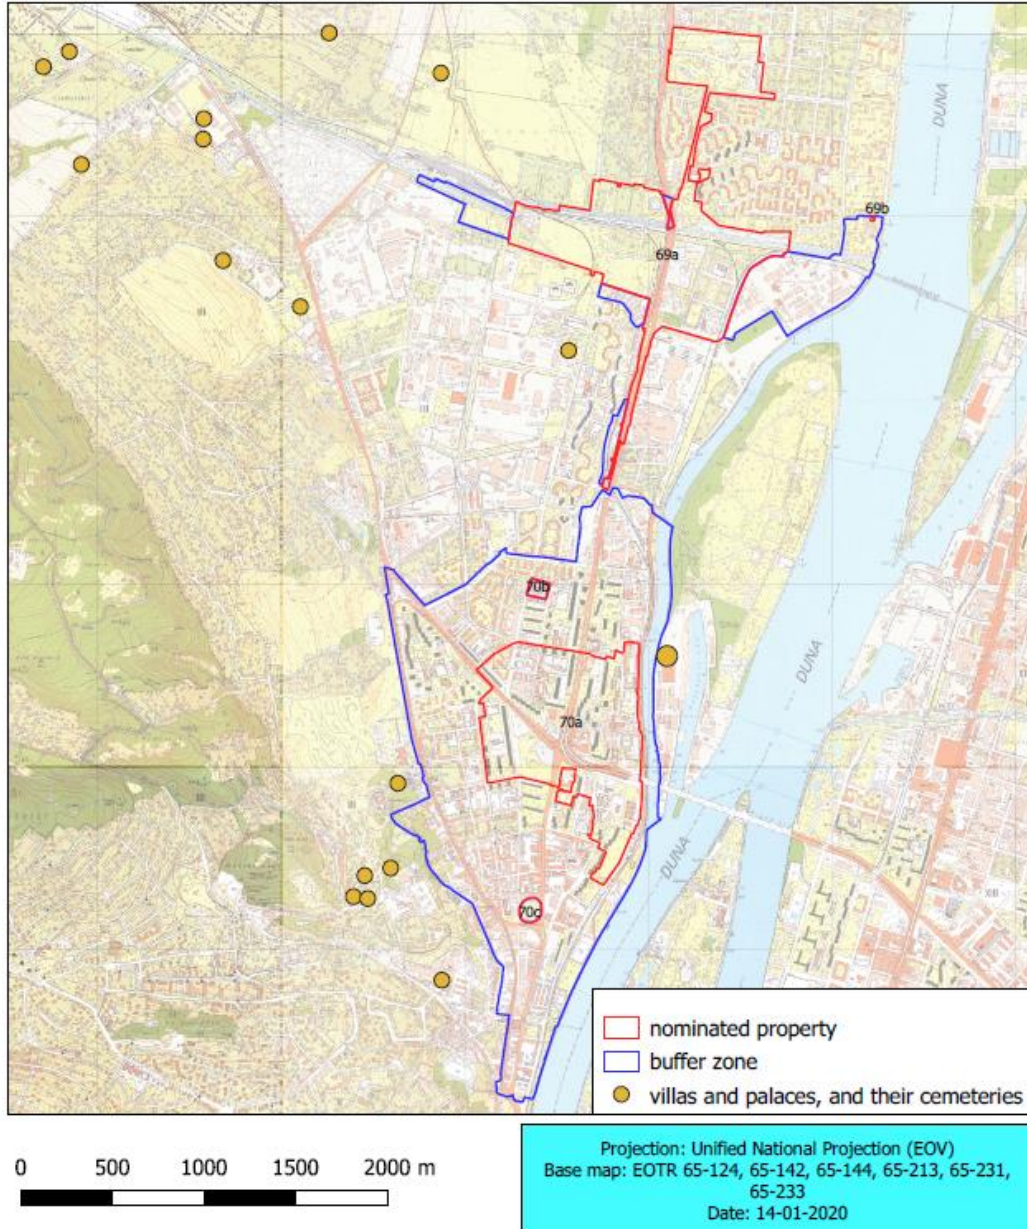 DUNA
69b
69a
70b
DUNA
70a
DUNA
70c
nominated property
buffer zone
villas and palaces, and their cemeteries
0 500 1000 1500 2000 m
Projection: Unified National Projection (EOV)
Base map: EOTR 65-124, 65-142, 65-144, 65-213, 65-231,
65-233
Date: 14-01-2020